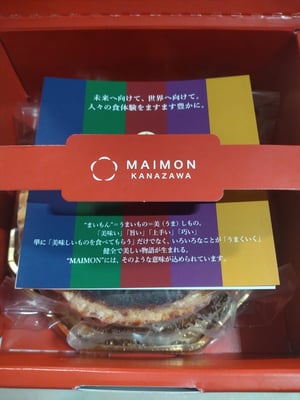 未来へ向けて、世界へ向けて。
人々の食体験をますます豊かに。
MAIMON
KANAZAWA
"まいもん"=うまいもの=美（うま）しもの。
「美味い」「旨い」「上手い」「巧い」
単に「美味しいものを食べてもらう」だけでなく、いろいろなことが「うまくいく」
健全で美しい物語が生まれる。
"MAIMON"には、そのような意味が込められています。